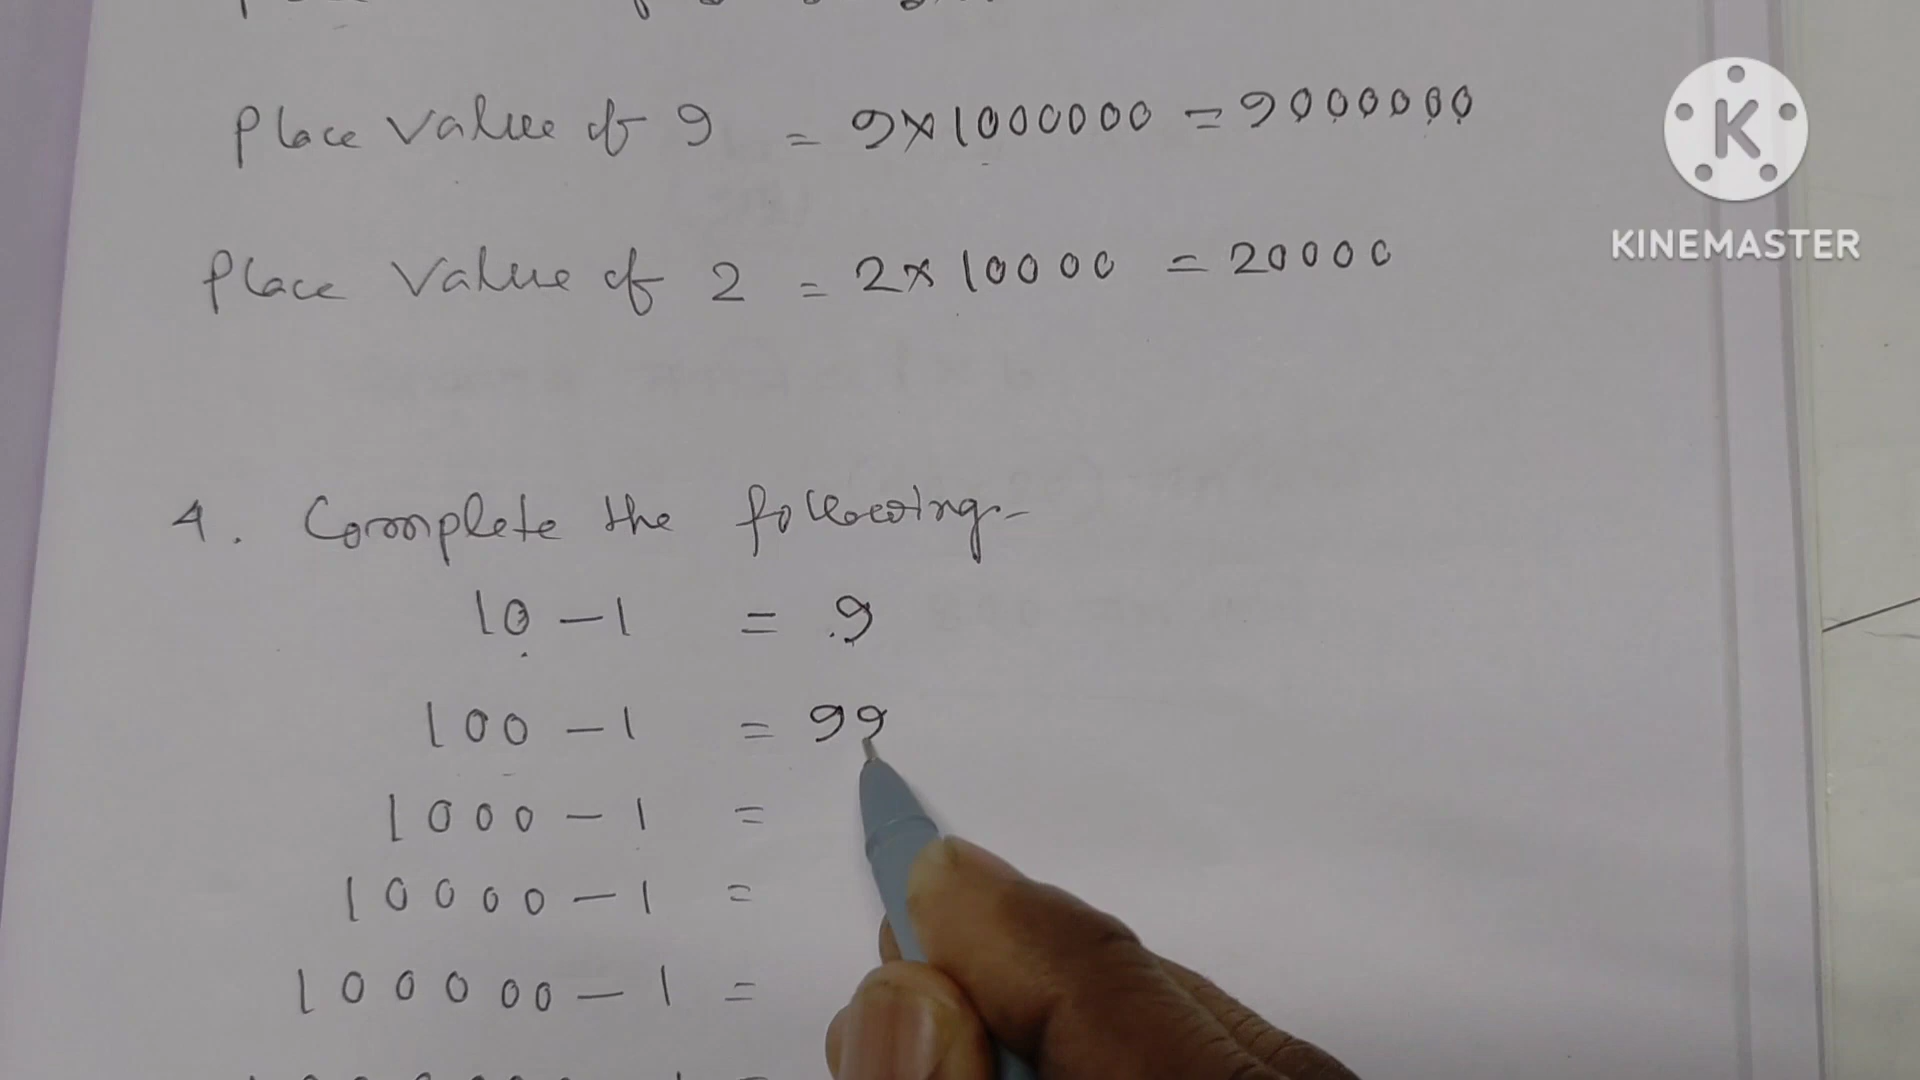 Place value of 9 = 9×1000000 = 9000000
K
KINEMASTER
Place value of 2 = 2×10000 = 20000
4. Complete the following-
10 - 1 = 9
100 - 1 = 99
1000 - 1 =
10000 - 1 =
100000 - 1 =